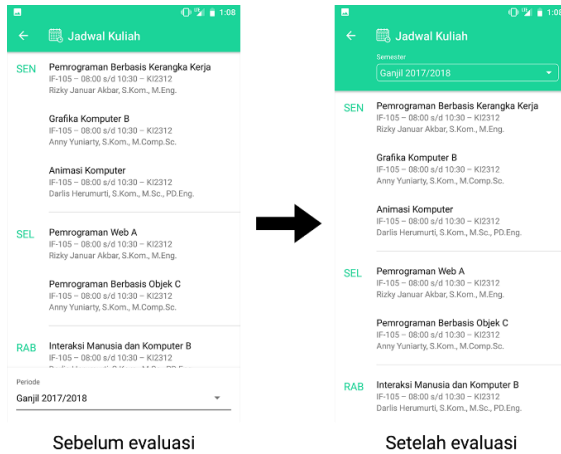 1:08
Jadwal Kuliah
SEN
Pemrograman Berbasis Kerangka Kerja
IF-105 – 08:00 s/d 10:30 – KI2312
Rizky Januar Akbar, S.Kom., M.Eng.
Grafika Komputer B
IF-105 – 08:00 s/d 10:30 – KI2312
Anny Yuniarty, S.Kom., M.Comp.Sc.
Animasi Komputer
IF-105 – 08:00 s/d 10:30 – KI2312
Darlis Herumurti, S.Kom., M.Sc., PD.Eng.
SEL
Pemrograman Web A
IF-105 – 08:00 s/d 10:30 – KI2312
Rizky Januar Akbar, S.Kom., M.Eng.
Pemrograman Berbasis Objek C
IF-105 – 08:00 s/d 10:30 – KI2312
Anny Yuniarty, S.Kom., M.Comp.Sc.
RAB
Interaksi Manusia dan Komputer B
IF-105 – 08:00 s/d 10:30 – KI2312
Periode
Ganjil 2017/2018
Sebelum evaluasi
1:08
Jadwal Kuliah
Semester
Ganjil 2017/2018
SEN
Pemrograman Berbasis Kerangka Kerja
IF-105 – 08:00 s/d 10:30 – KI2312
Rizky Januar Akbar, S.Kom., M.Eng.
Grafika Komputer B
IF-105 – 08:00 s/d 10:30 – KI2312
Anny Yuniarty, S.Kom., M.Comp.Sc.
Animasi Komputer
IF-105 – 08:00 s/d 10:30 – KI2312
Darlis Herumurti, S.Kom., M.Sc., PD.Eng.
SEL
Pemrograman Web A
IF-105 – 08:00 s/d 10:30 – KI2312
Rizky Januar Akbar, S.Kom., M.Eng.
Pemrograman Berbasis Objek C
IF-105 – 08:00 s/d 10:30 – KI2312
Anny Yuniarty, S.Kom., M.Comp.Sc.
RAB
Interaksi Manusia dan Komputer B
IF-105 – 08:00 s/d 10:30 – KI2312
Darlis Herumurti, S.Kom., M.Sc., PD.Eng.
Setelah evaluasi